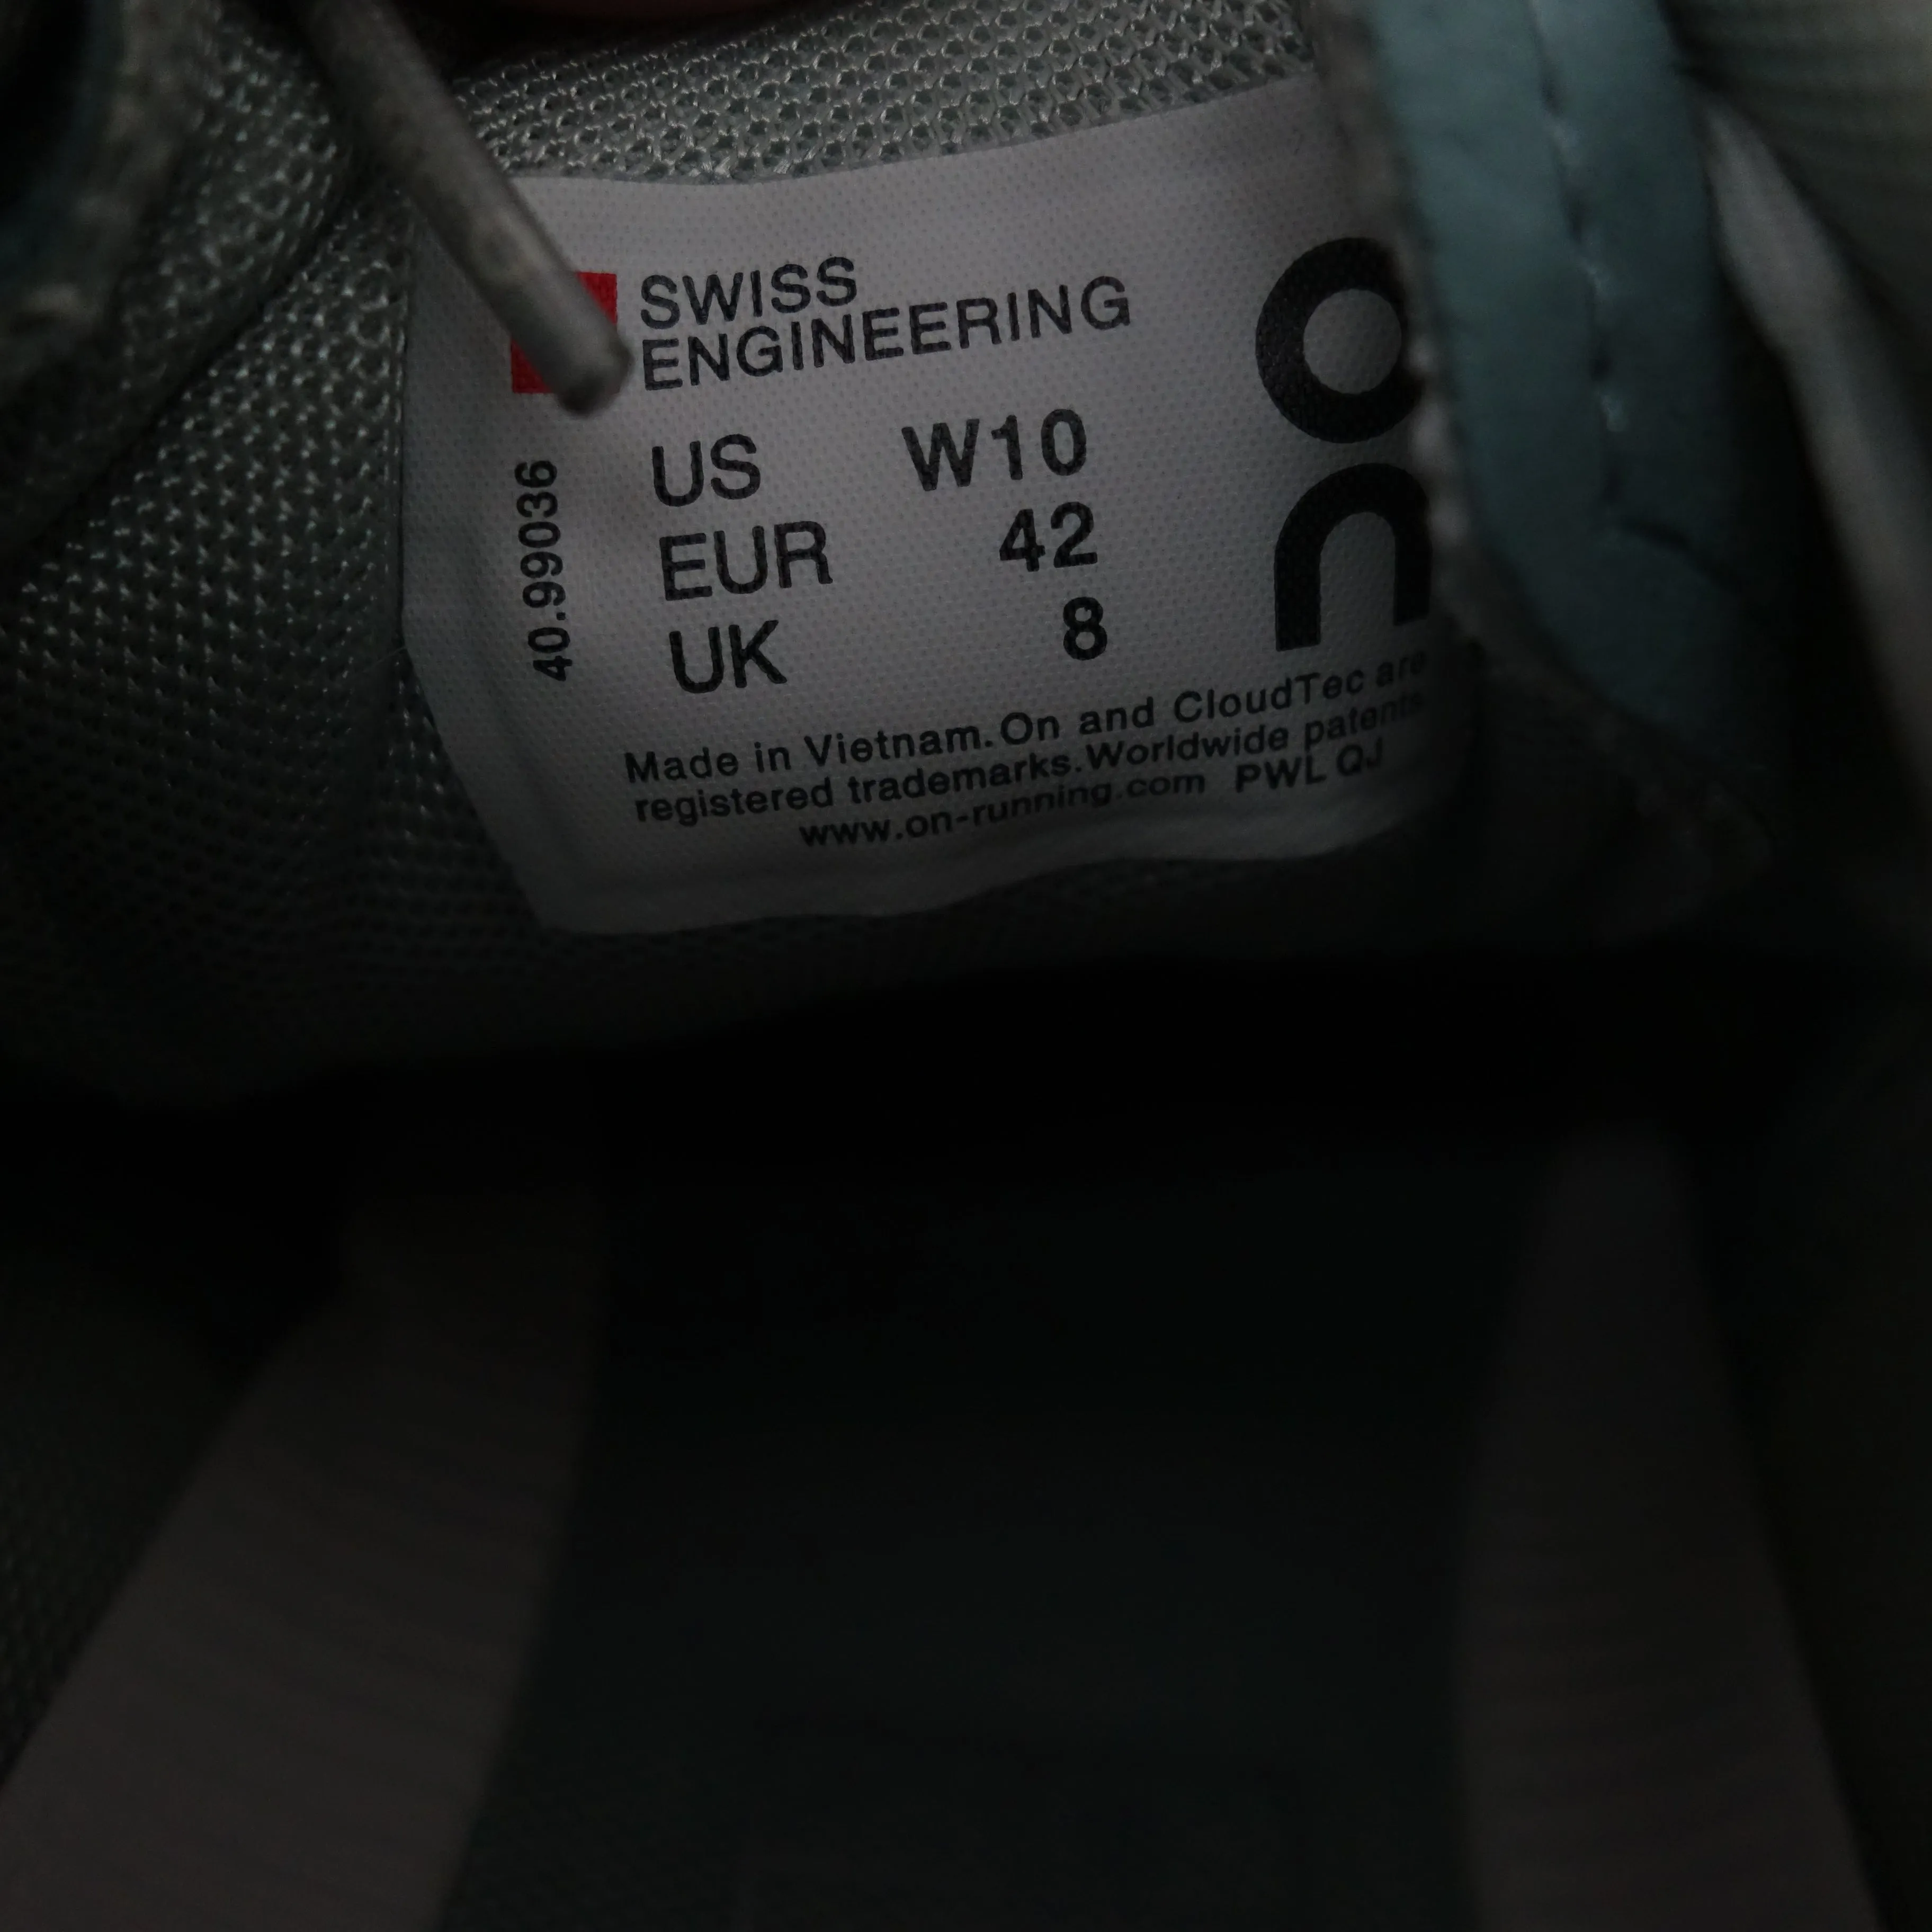 SWISS
ENGINEERING
on
US W10
EUR 42
UK 8
40.99036
Made in Vietnam. On and CloudTec are
registered trademarks. Worldwide patents
www.on-running.com PWL QJ